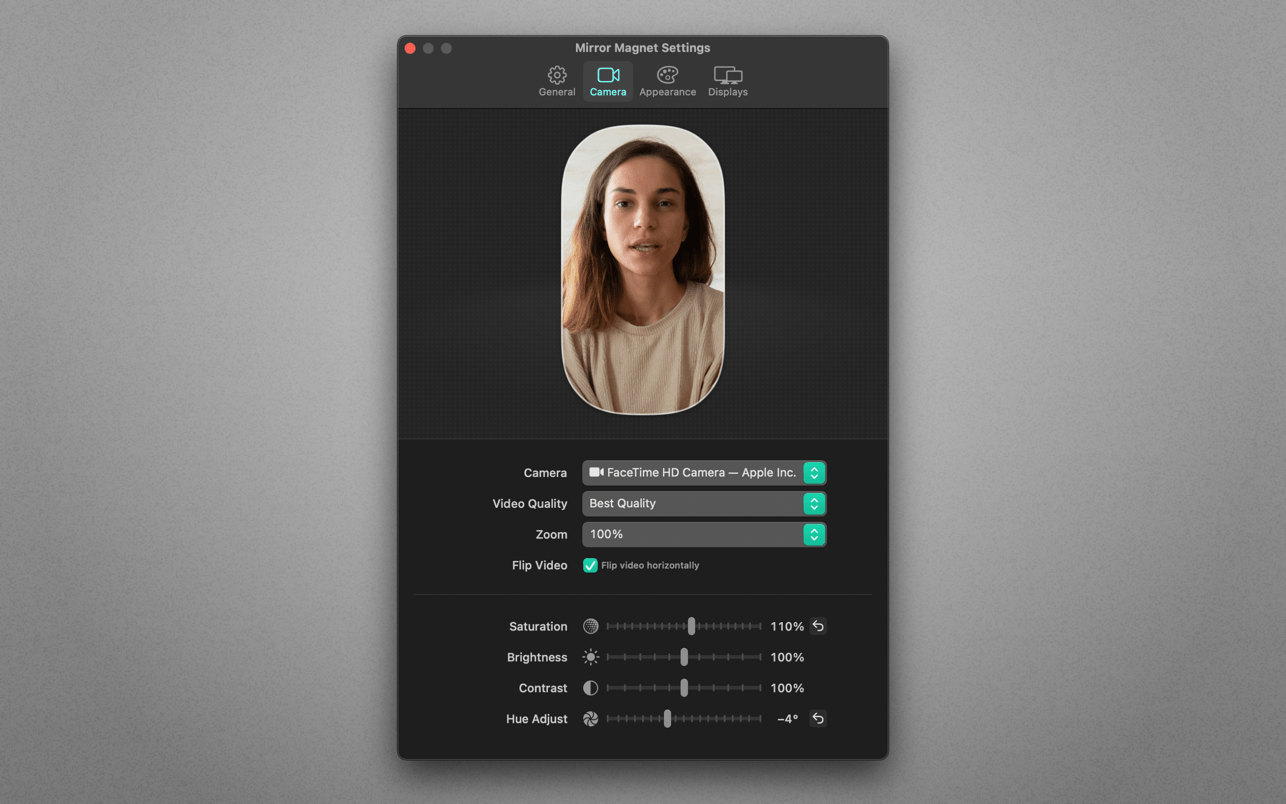 Mirror Magnet Settings
General Camera Appearance Displays
Camera FaceTime HD Camera — Apple Inc.
Video Quality Best Quality
Zoom 100%
Flip Video Flip video horizontally
Saturation 110%
Brightness 100%
Contrast 100%
Hue Adjust −4°